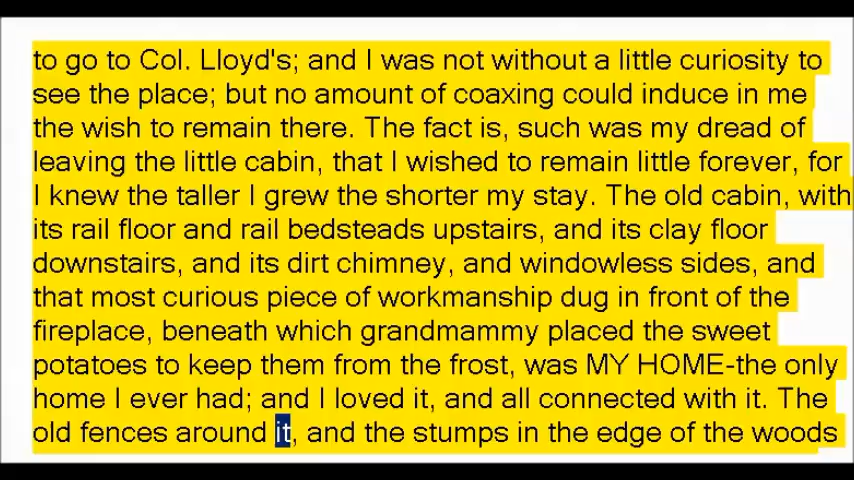 to go to Col. Lloyd's; and I was not without a little curiosity to
see the place; but no amount of coaxing could induce in me
the wish to remain there. The fact is, such was my dread of
leaving the little cabin, that I wished to remain little forever, for
I knew the taller I grew the shorter my stay. The old cabin, with
its rail floor and rail bedsteads upstairs, and its clay floor
downstairs, and its dirt chimney, and windowless sides, and
that most curious piece of workmanship dug in front of the
fireplace, beneath which grandmammy placed the sweet
potatoes to keep them from the frost, was MY HOME-the only
home I ever had; and I loved it, and all connected with it. The
old fences around it, and the stumps in the edge of the woods